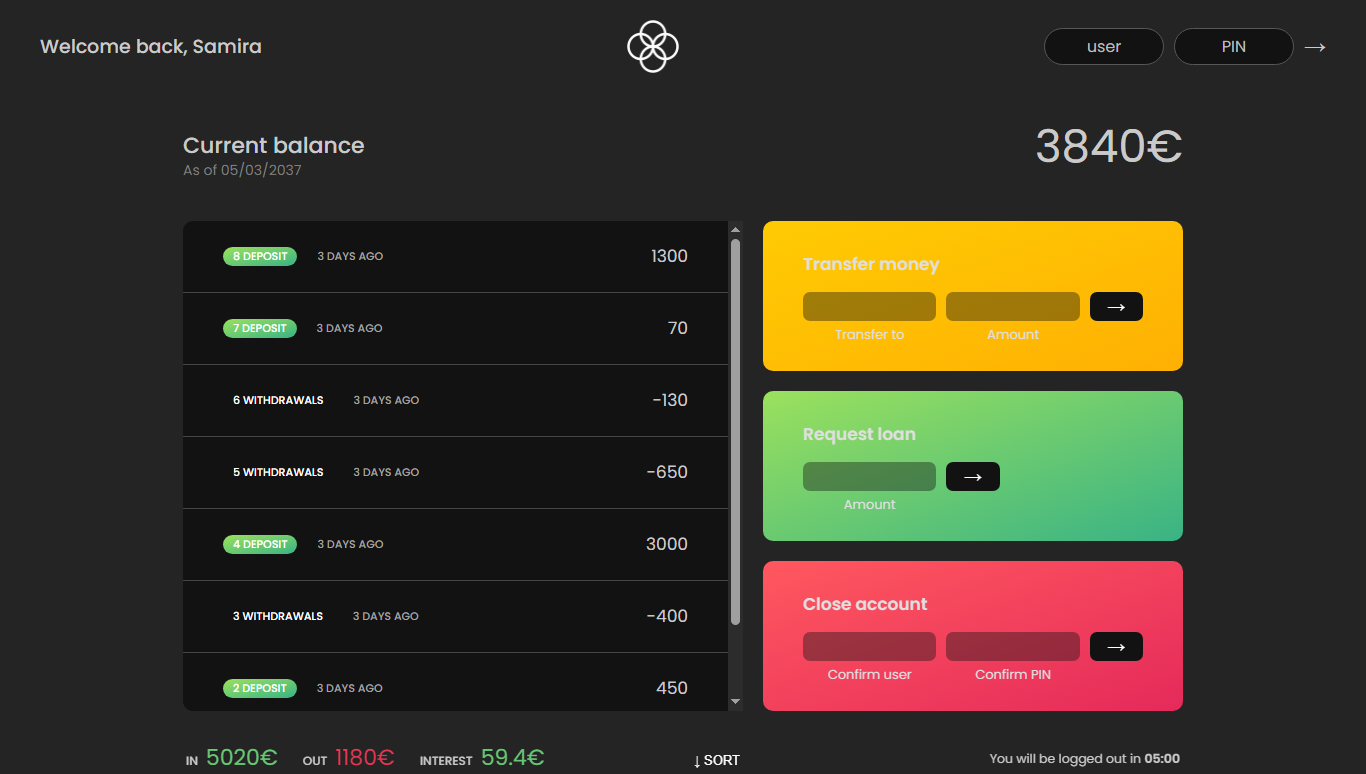 Welcome back, Samira
user PIN →
Current balance
As of 05/03/2037
3840€
8 DEPOSIT 3 DAYS AGO 1300
7 DEPOSIT 3 DAYS AGO 70
6 WITHDRAWALS 3 DAYS AGO -130
5 WITHDRAWALS 3 DAYS AGO -650
4 DEPOSIT 3 DAYS AGO 3000
3 WITHDRAWALS 3 DAYS AGO -400
2 DEPOSIT 3 DAYS AGO 450
Transfer money
→
Transfer to Amount
Request loan
→
Amount
Close account
→
Confirm user Confirm PIN
IN 5020€ OUT 1180€ INTEREST 59.4€ ↓ SORT
You will be logged out in 05:00